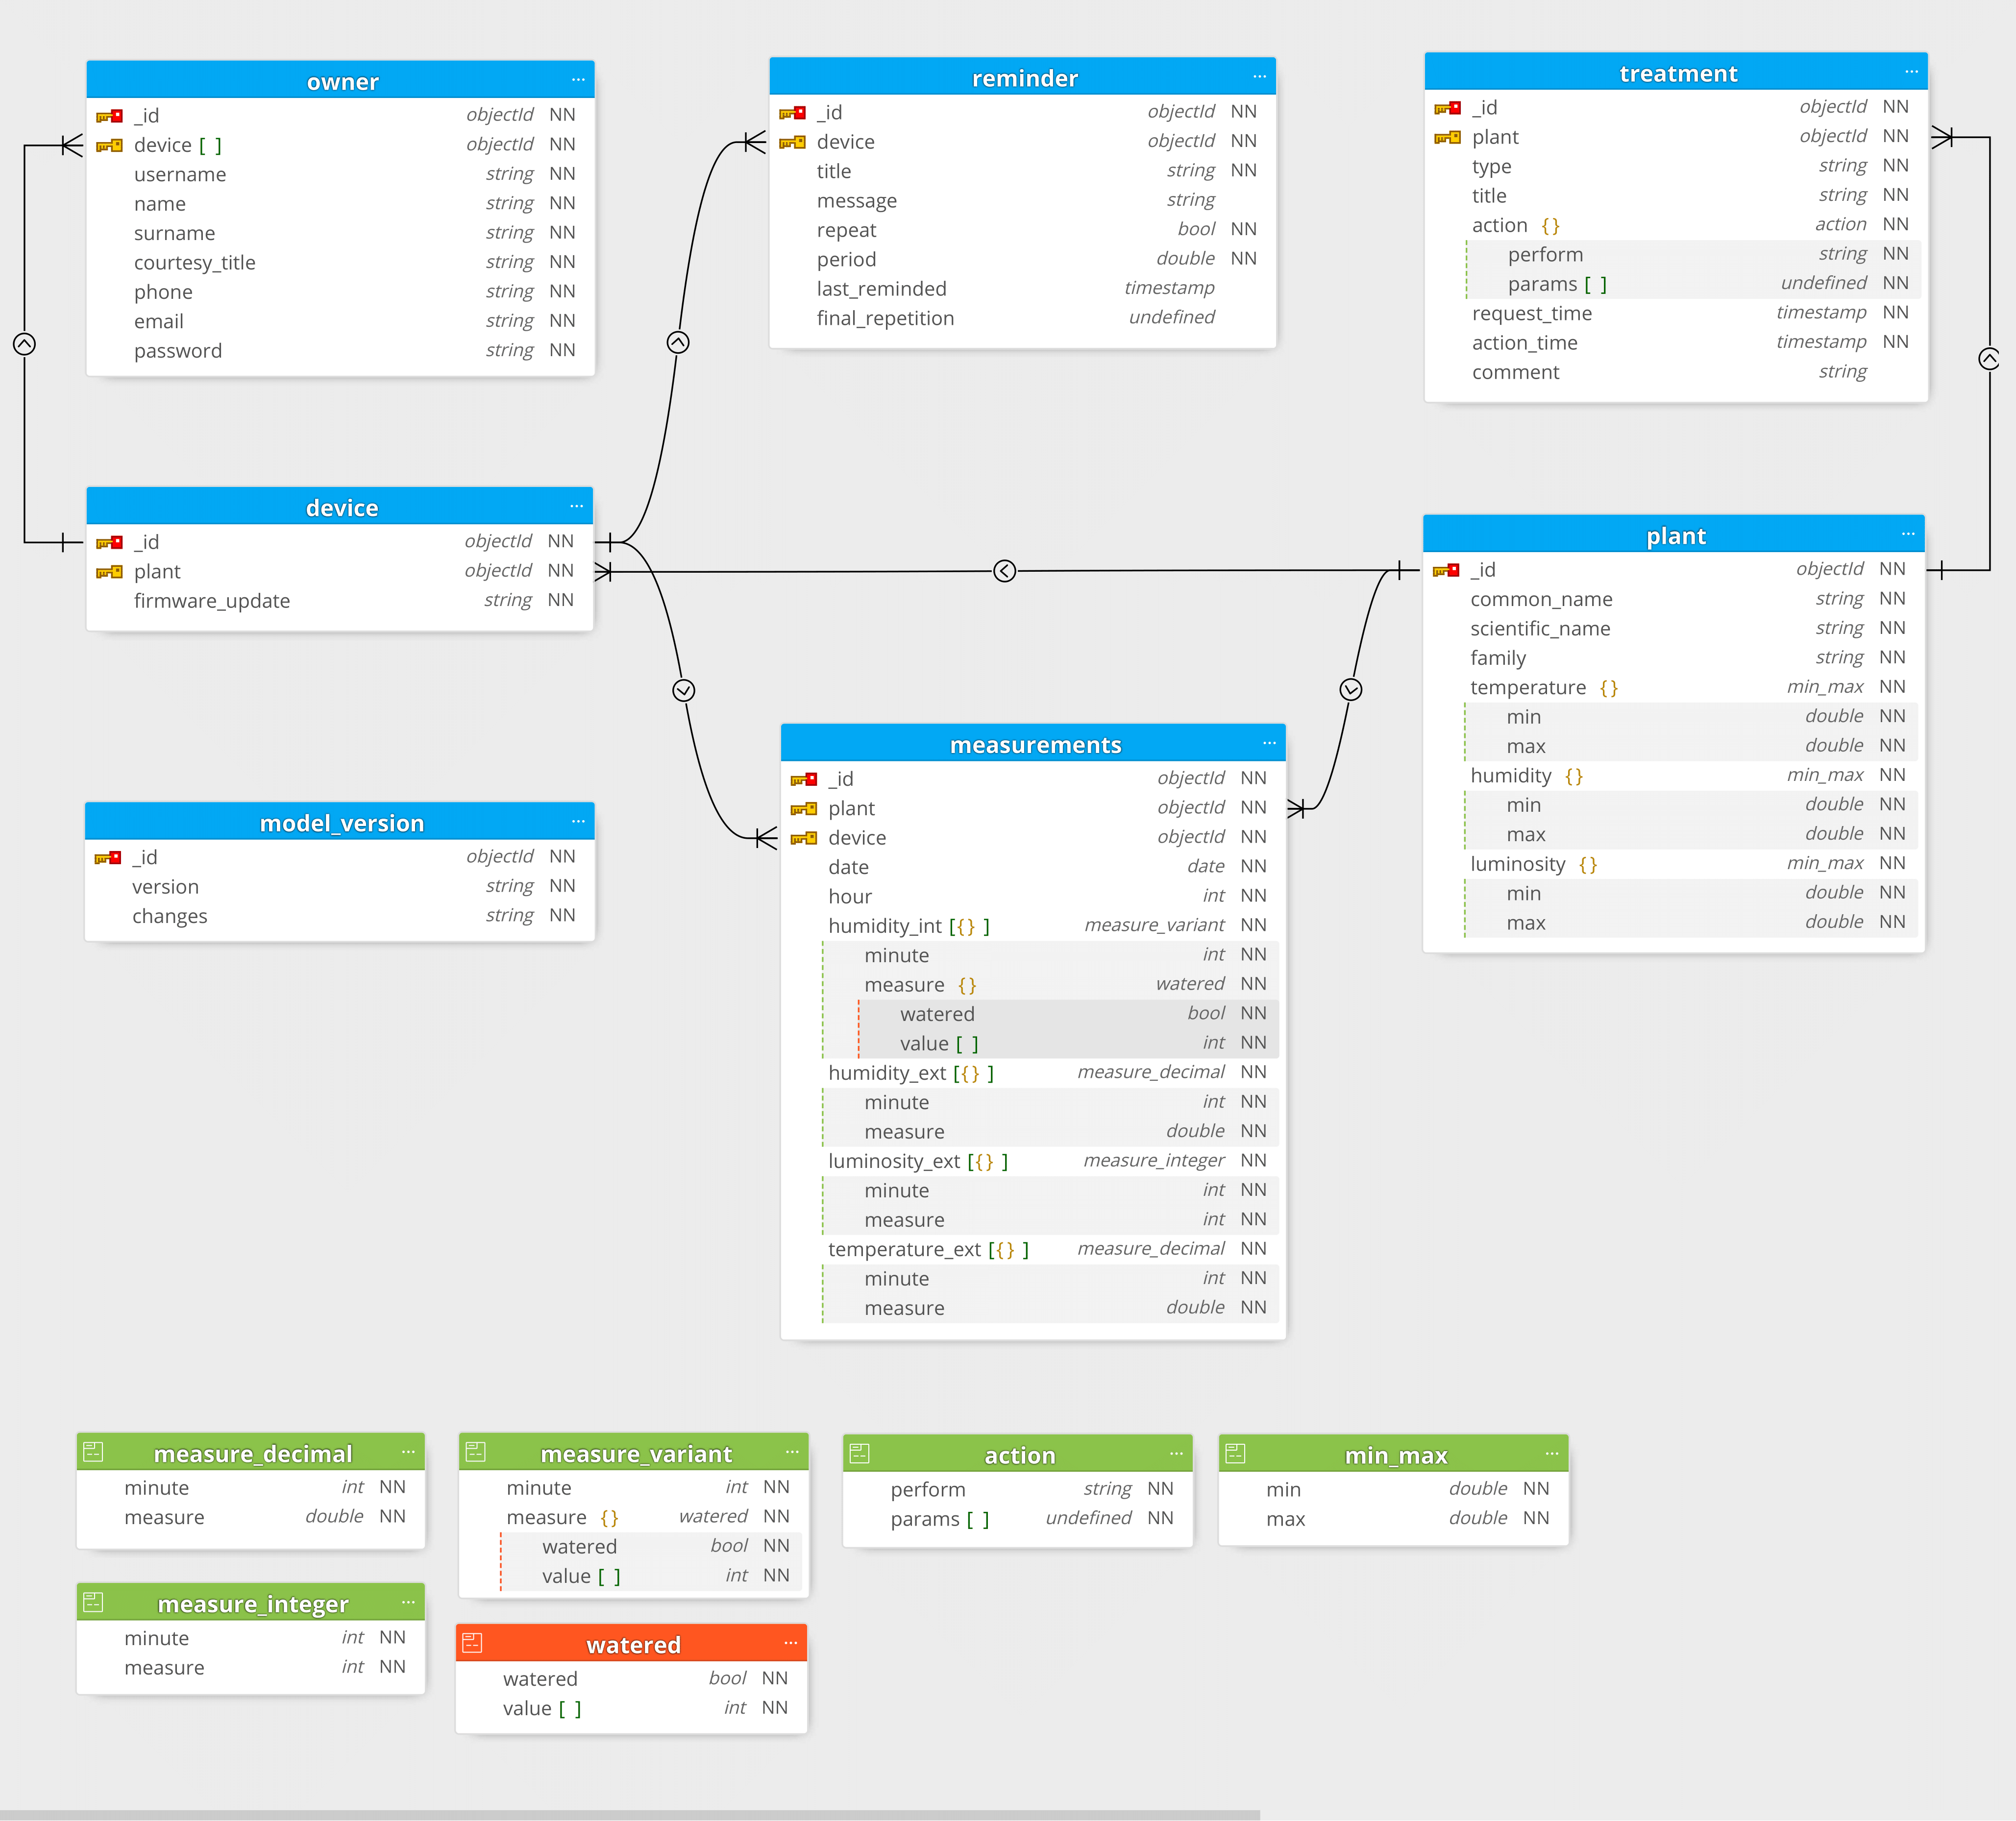 owner ...
_id objectId NN
device [ ] objectId NN
username string NN
name string NN
surname string NN
courtesy_title string NN
phone string NN
email string NN
password string NN
reminder ...
_id objectId NN
device objectId NN
title string NN
message string
repeat bool NN
period double NN
last_reminded timestamp
final_repetition undefined
treatment ...
_id objectId NN
plant objectId NN
type string NN
title string NN
action {} action NN
perform string NN
params [ ] undefined NN
request_time timestamp NN
action_time timestamp NN
comment string
device ...
_id objectId NN
plant objectId NN
firmware_update string NN
plant ...
_id objectId NN
common_name string NN
scientific_name string NN
family string NN
temperature {} min_max NN
min double NN
max double NN
humidity {} min_max NN
min double NN
max double NN
luminosity {} min_max NN
min double NN
max double NN
model_version ...
_id objectId NN
version string NN
changes string NN
measurements ...
_id objectId NN
plant objectId NN
device objectId NN
date date NN
hour int NN
humidity_int [{} ] measure_variant NN
minute int NN
measure {} watered NN
watered bool NN
value [ ] int NN
humidity_ext [{} ] measure_decimal NN
minute int NN
measure double NN
luminosity_ext [{} ] measure_integer NN
minute int NN
measure int NN
temperature_ext [{} ] measure_decimal NN
minute int NN
measure double NN
measure_decimal ...
minute int NN
measure double NN
measure_variant ...
minute int NN
measure {} watered NN
watered bool NN
value [ ] int NN
action ...
perform string NN
params [ ] undefined NN
min_max ...
min double NN
max double NN
measure_integer ...
minute int NN
measure int NN
watered ...
watered bool NN
value [ ] int NN